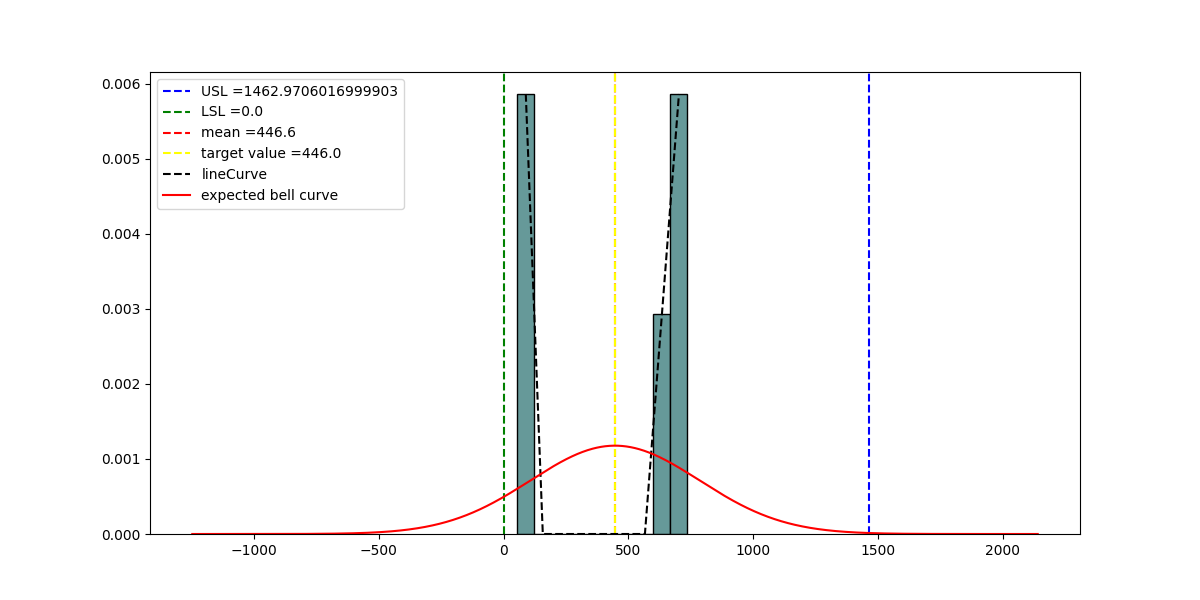 USL =1462.9706016999903
LSL =0.0
mean =446.6
target value =446.0
lineCurve
expected bell curve
0.006
0.005
0.004
0.003
0.002
0.001
0.000
−1000 −500 0 500 1000 1500 2000